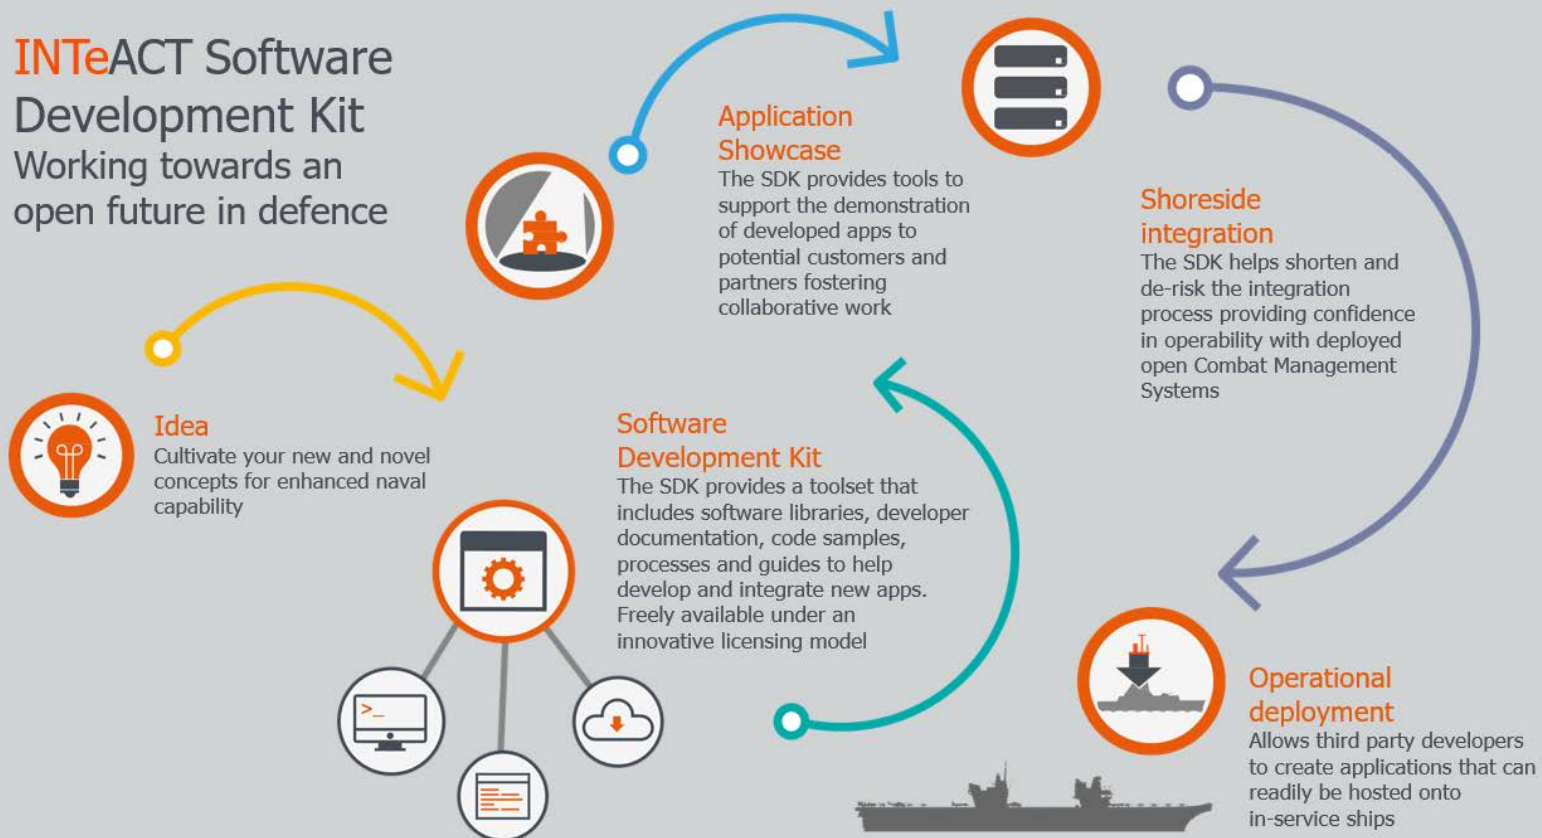 INTeACT Software
Development Kit
Working towards an
open future in defence
Idea
Cultivate your new and novel
concepts for enhanced naval
capability
Software
Development Kit
The SDK provides a toolset that
includes software libraries, developer
documentation, code samples,
processes and guides to help
develop and integrate new apps.
Freely available under an
innovative licensing model
>_
Application
Showcase
The SDK provides tools to
support the demonstration
of developed apps to
potential customers and
partners fostering
collaborative work
Shoreside
integration
The SDK helps shorten and
de-risk the integration
process providing confidence
in operability with deployed
open Combat Management
Systems
Operational
deployment
Allows third party developers
to create applications that can
readily be hosted onto
in-service ships